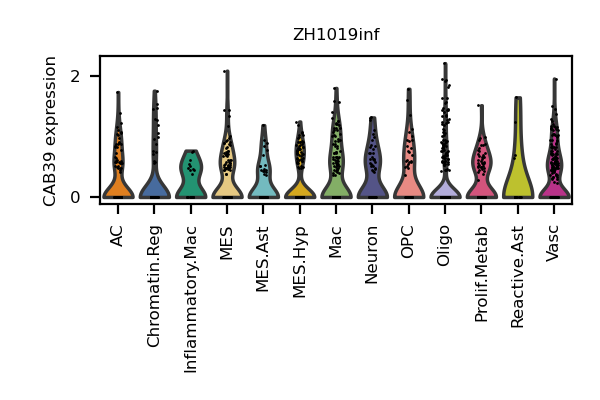 ZH1019inf
CAB39 expression
2
0
AC
Chromatin.Reg
Inflammatory.Mac
MES
MES.Ast
MES.Hyp
Mac
Neuron
OPC
Oligo
Prolif.Metab
Reactive.Ast
Vasc